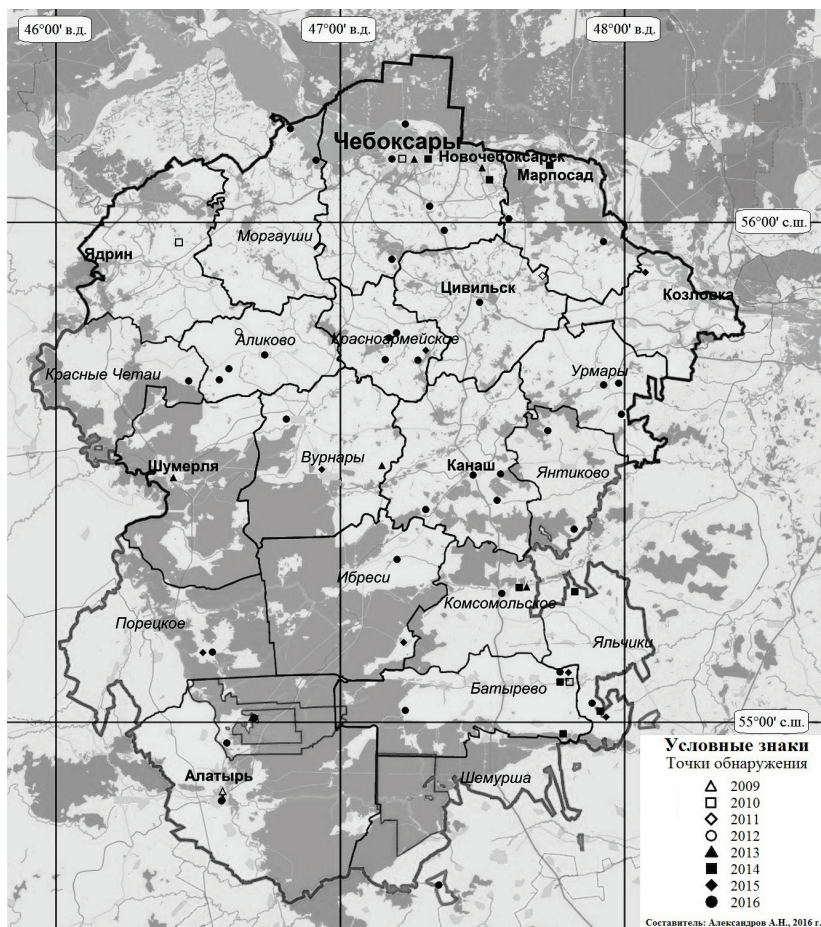 46°00' в.д.
47°00' в.д.
48°00' в.д.
Чебоксары
Новочебоксарск
Марпосад
56°00' с.ш.
Моргауши
Ядрин
Цивильск
Козловка
Аликово
Красноармейское
Красные Четаи
Урмары
Вурнары
Канаш
Шумерля
Янтиково
Ибреси
Комсомольское
Порецкое
Яльчики
Батырево
55°00' с.ш.
Алатырь
Шемурша
Условные знаки
Точки обнаружения
2009
2010
2011
2012
2013
2014
2015
2016
Составитель: Александров А.Н., 2016 г.